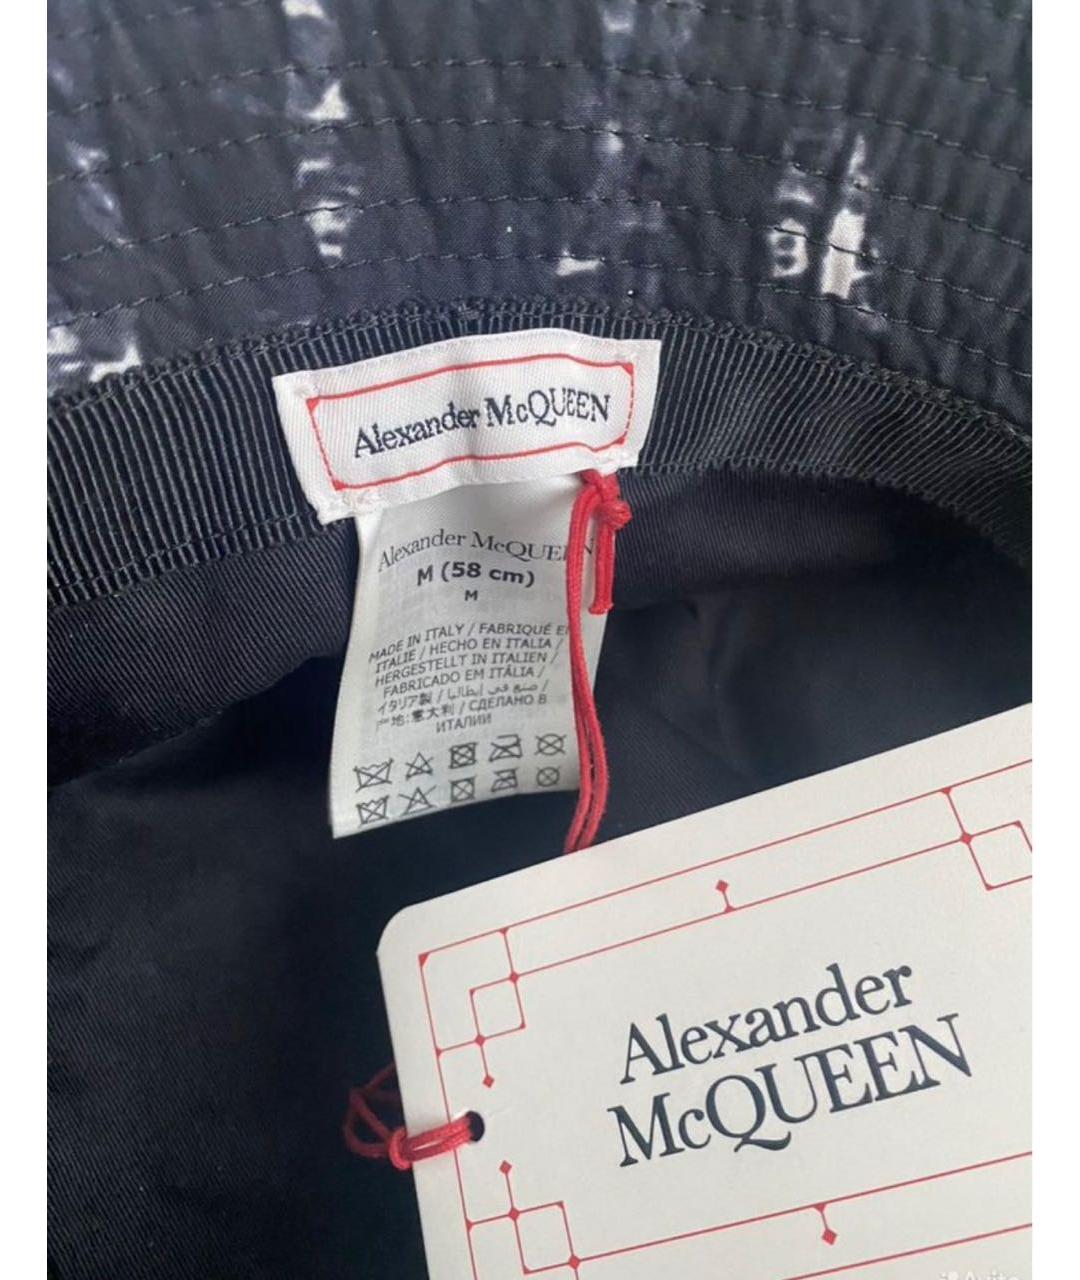 Alexander McQUEEN
Alexander McQUEEN
M (58 cm)
M
MADE IN ITALY / FABRIQUÉ EN
ITALIE / HECHO EN ITALIA /
HERGESTELLT IN ITALIEN /
FABRICADO EM ITÁLIA /
イタリア製 / صنع في إيطاليا /
产地:意大利 / СДЕЛАНО В
ИТАЛИИ
Alexander
McQUEEN